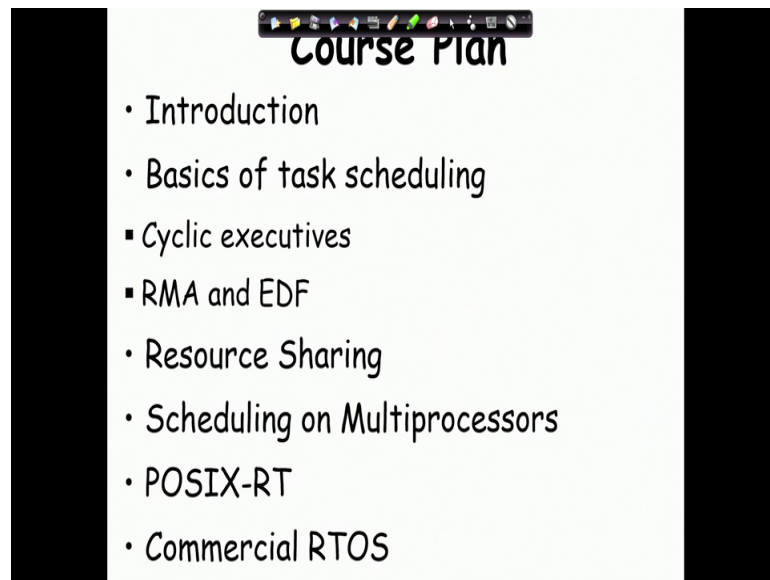 Course Plan
• Introduction
• Basics of task scheduling
▪ Cyclic executives
▪ RMA and EDF
• Resource Sharing
• Scheduling on Multiprocessors
• POSIX-RT
• Commercial RTOS